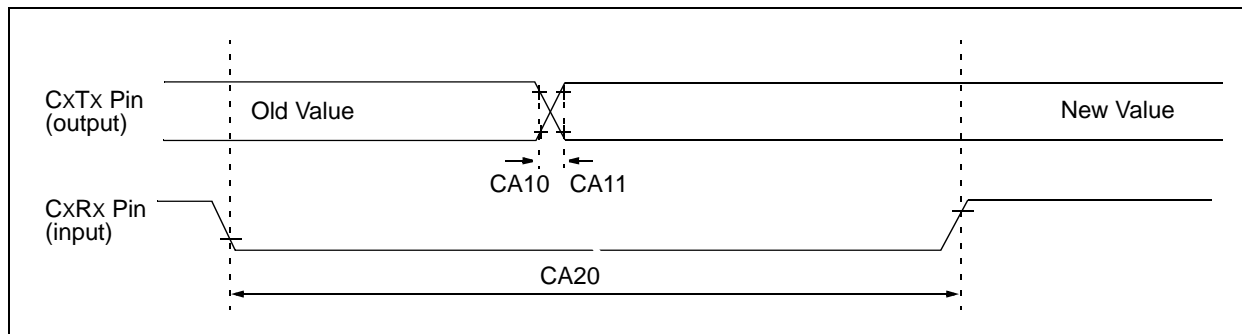 CxTx Pin
(output)
Old Value
New Value
CA10 CA11
CxRx Pin
(input)
CA20